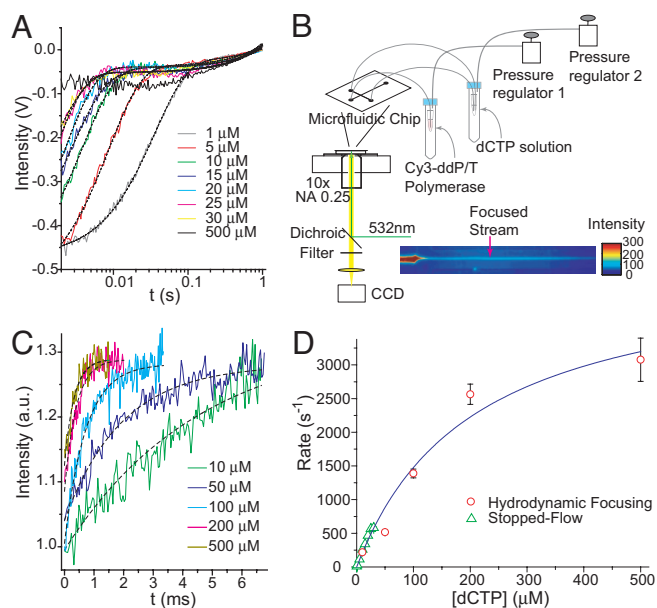 A
Intensity (V)
0.0
-0.1
-0.2
-0.3
-0.4
-0.5
1 µM
5 µM
10 µM
15 µM
20 µM
25 µM
30 µM
500 µM
0.01
0.1
1
t (s)
B
Pressure
regulator 1
Pressure
regulator 2
Microfluidic Chip
dCTP solution
Cy3-ddP/T
Polymerase
10x
NA 0.25
Dichroic
532nm
Filter
CCD
Focused
Stream
Intensity
300
200
100
0
C
Intensity (a.u.)
1.3
1.2
1.1
1.0
10 µM
50 µM
100 µM
200 µM
500 µM
0
1
2
3
4
5
6
t (ms)
D
Rate (s-1)
3000
2500
2000
1500
1000
500
0
Hydrodynamic Focusing
Stopped-Flow
0
100
200
300
400
500
[dCTP] (µM)